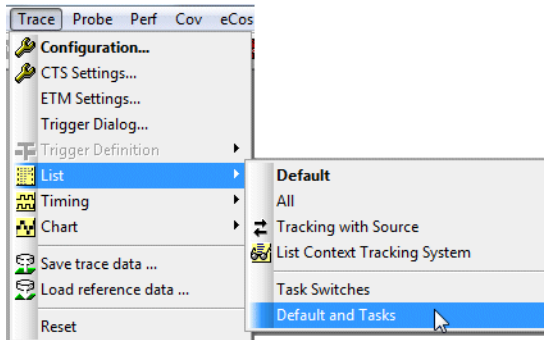 Trace Probe Perf Cov eCos
Configuration...
CTS Settings...
ETM Settings...
Trigger Dialog...
Trigger Definition
List
Timing
Chart
Save trace data ...
Load reference data ...
Reset
Default
All
Tracking with Source
List Context Tracking System
Task Switches
Default and Tasks